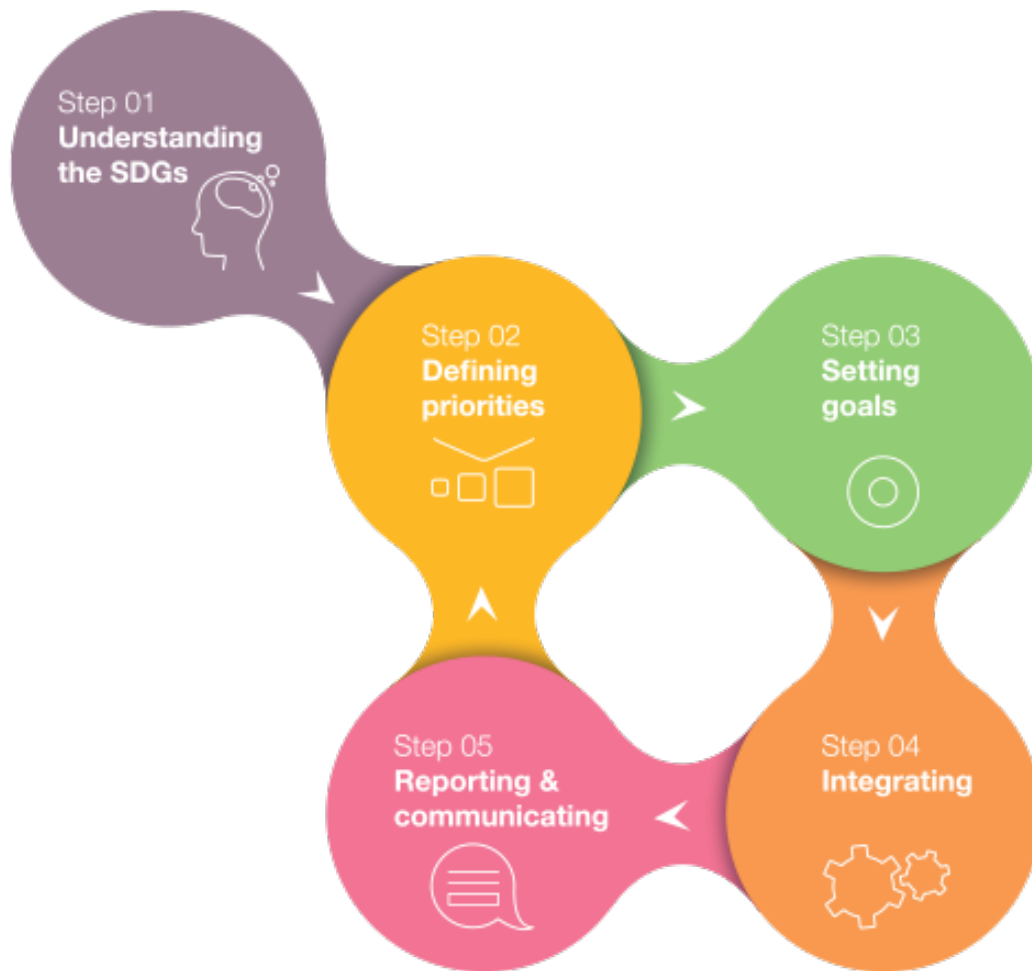 Step 01
Understanding
the SDGs
Step 02
Defining
priorities
Step 03
Setting
goals
Step 04
Integrating
Step 05
Reporting &
communicating